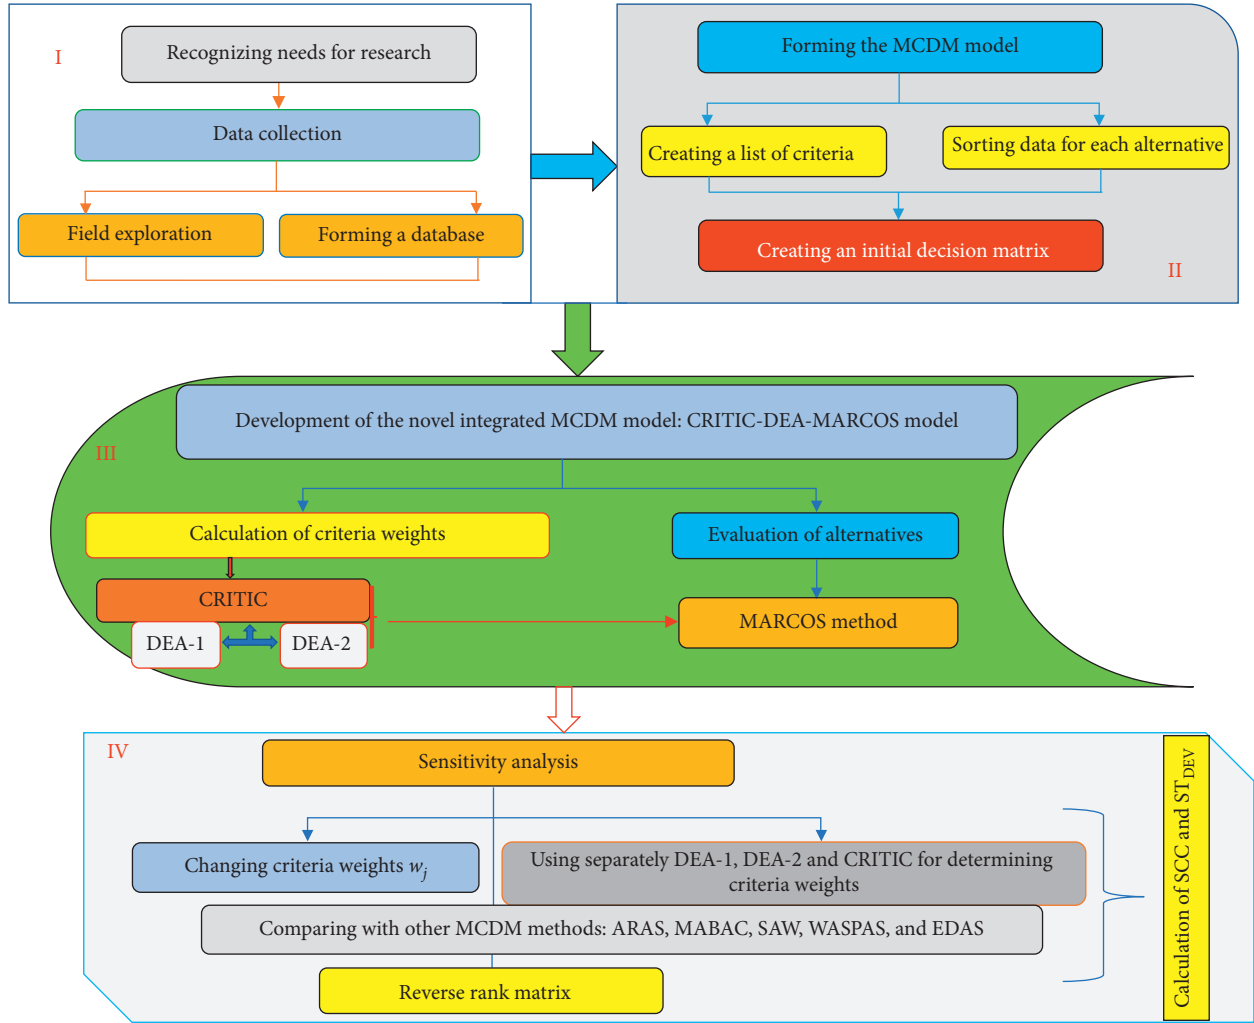 I
Recognizing needs for research
Data collection
Field exploration
Forming a database
Forming the MCDM model
Creating a list of criteria
Sorting data for each alternative
Creating an initial decision matrix
II
III
Development of the novel integrated MCDM model: CRITIC-DEA-MARCOS model
Calculation of criteria weights
Evaluation of alternatives
CRITIC
DEA-1
DEA-2
MARCOS method
IV
Sensitivity analysis
Changing criteria weights w_j
Using separately DEA-1, DEA-2 and CRITIC for determining
criteria weights
Comparing with other MCDM methods: ARAS, MABAC, SAW, WASPAS, and EDAS
Reverse rank matrix
Calculation of SCC and ST_DEV